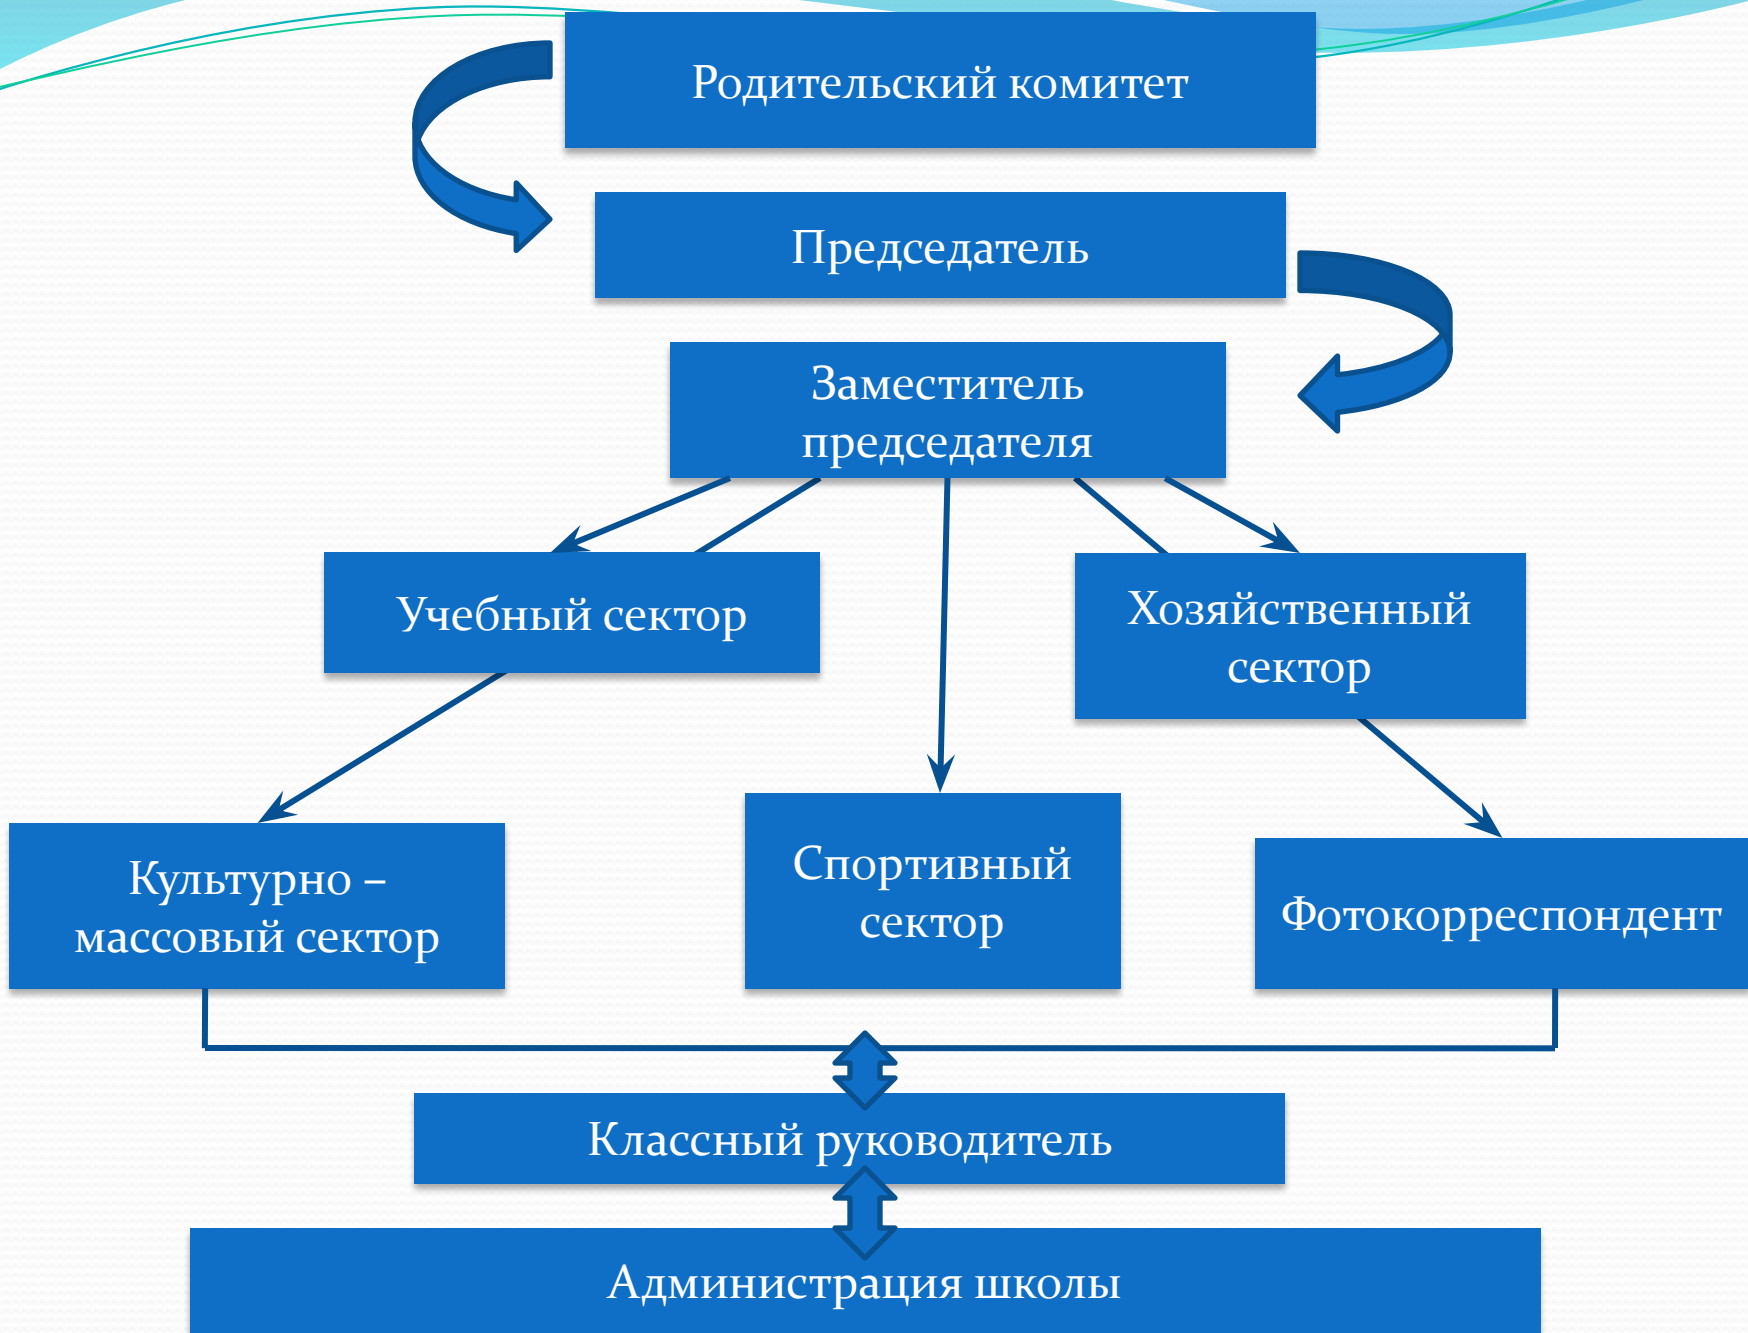 Родительский комитет
Председатель
Заместитель
председателя
Учебный сектор
Хозяйственный
сектор
Культурно –
массовый сектор
Спортивный
сектор
Фотокорреспондент
Классный руководитель
Администрация школы